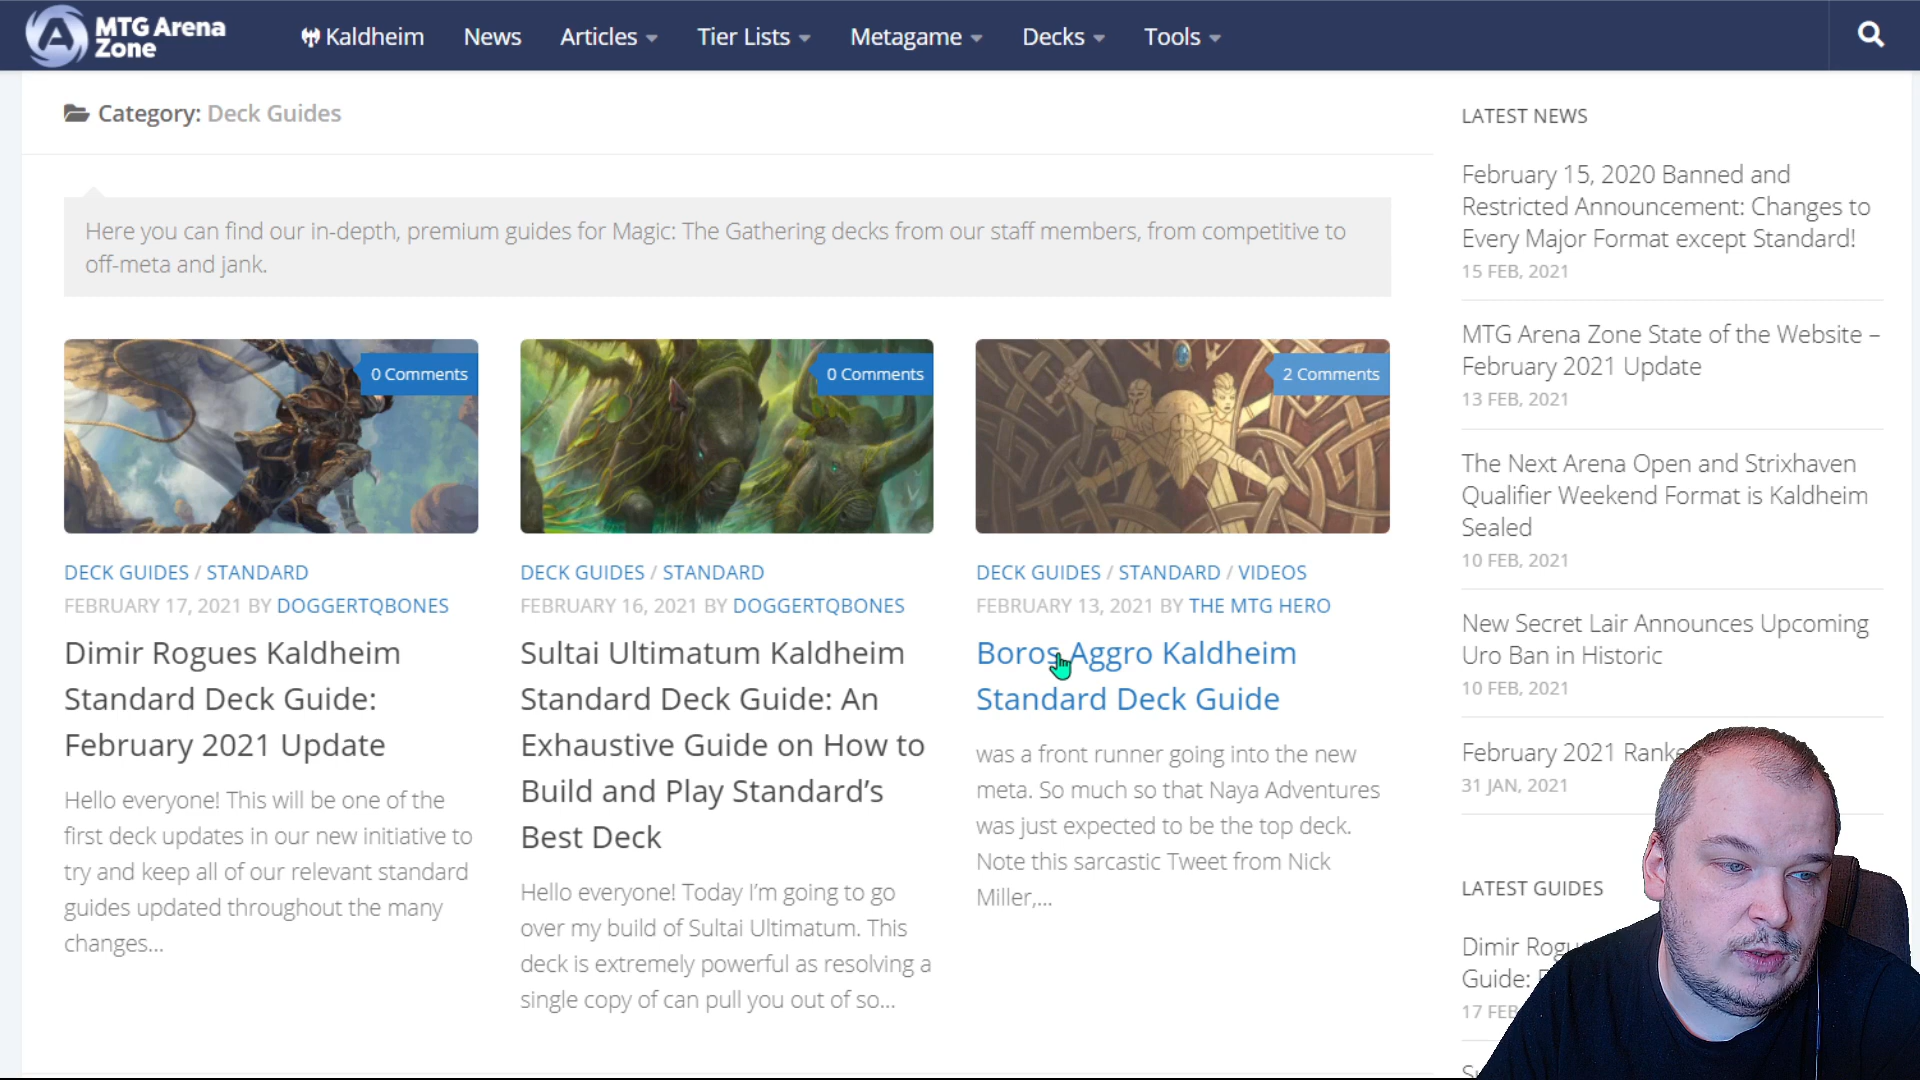 MTG Arena
Zone
Kaldheim
News
Articles
Tier Lists
Metagame
Decks
Tools
Category: Deck Guides
Here you can find our in-depth, premium guides for Magic: The Gathering decks from our staff members, from competitive to
off-meta and jank.
0 Comments
DECK GUIDES / STANDARD
FEBRUARY 17, 2021 BY DOGGERTQBONES
Dimir Rogues Kaldheim
Standard Deck Guide:
February 2021 Update
Hello everyone! This will be one of the
first deck updates in our new initiative to
try and keep all of our relevant standard
guides updated throughout the many
changes...
0 Comments
DECK GUIDES / STANDARD
FEBRUARY 16, 2021 BY DOGGERTQBONES
Sultai Ultimatum Kaldheim
Standard Deck Guide: An
Exhaustive Guide on How to
Build and Play Standard's
Best Deck
Hello everyone! Today I'm going to go
over my build of Sultai Ultimatum. This
deck is extremely powerful as resolving a
single copy of can pull you out of so...
2 Comments
DECK GUIDES / STANDARD / VIDEOS
FEBRUARY 13, 2021 BY THE MTG HERO
Boros Aggro Kaldheim
Standard Deck Guide
was a front runner going into the new
meta. So much so that Naya Adventures
was just expected to be the top deck.
Note this sarcastic Tweet from Nick
Miller,...
LATEST NEWS
February 15, 2020 Banned and
Restricted Announcement: Changes to
Every Major Format except Standard!
15 FEB, 2021
MTG Arena Zone State of the Website –
February 2021 Update
13 FEB, 2021
The Next Arena Open and Strixhaven
Qualifier Weekend Format is Kaldheim
Sealed
10 FEB, 2021
New Secret Lair Announces Upcoming
Uro Ban in Historic
10 FEB, 2021
February 2021 Ranke
31 JAN, 2021
LATEST GUIDES
Dimir Rogu
Guide:
17 FEB